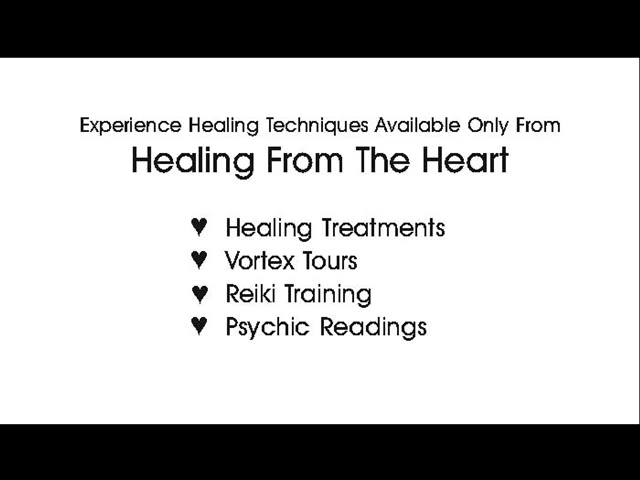 Experience Healing Techniques Available Only From
Healing From The Heart
♥ Healing Treatments
♥ Vortex Tours
♥ Reiki Training
♥ Psychic Readings